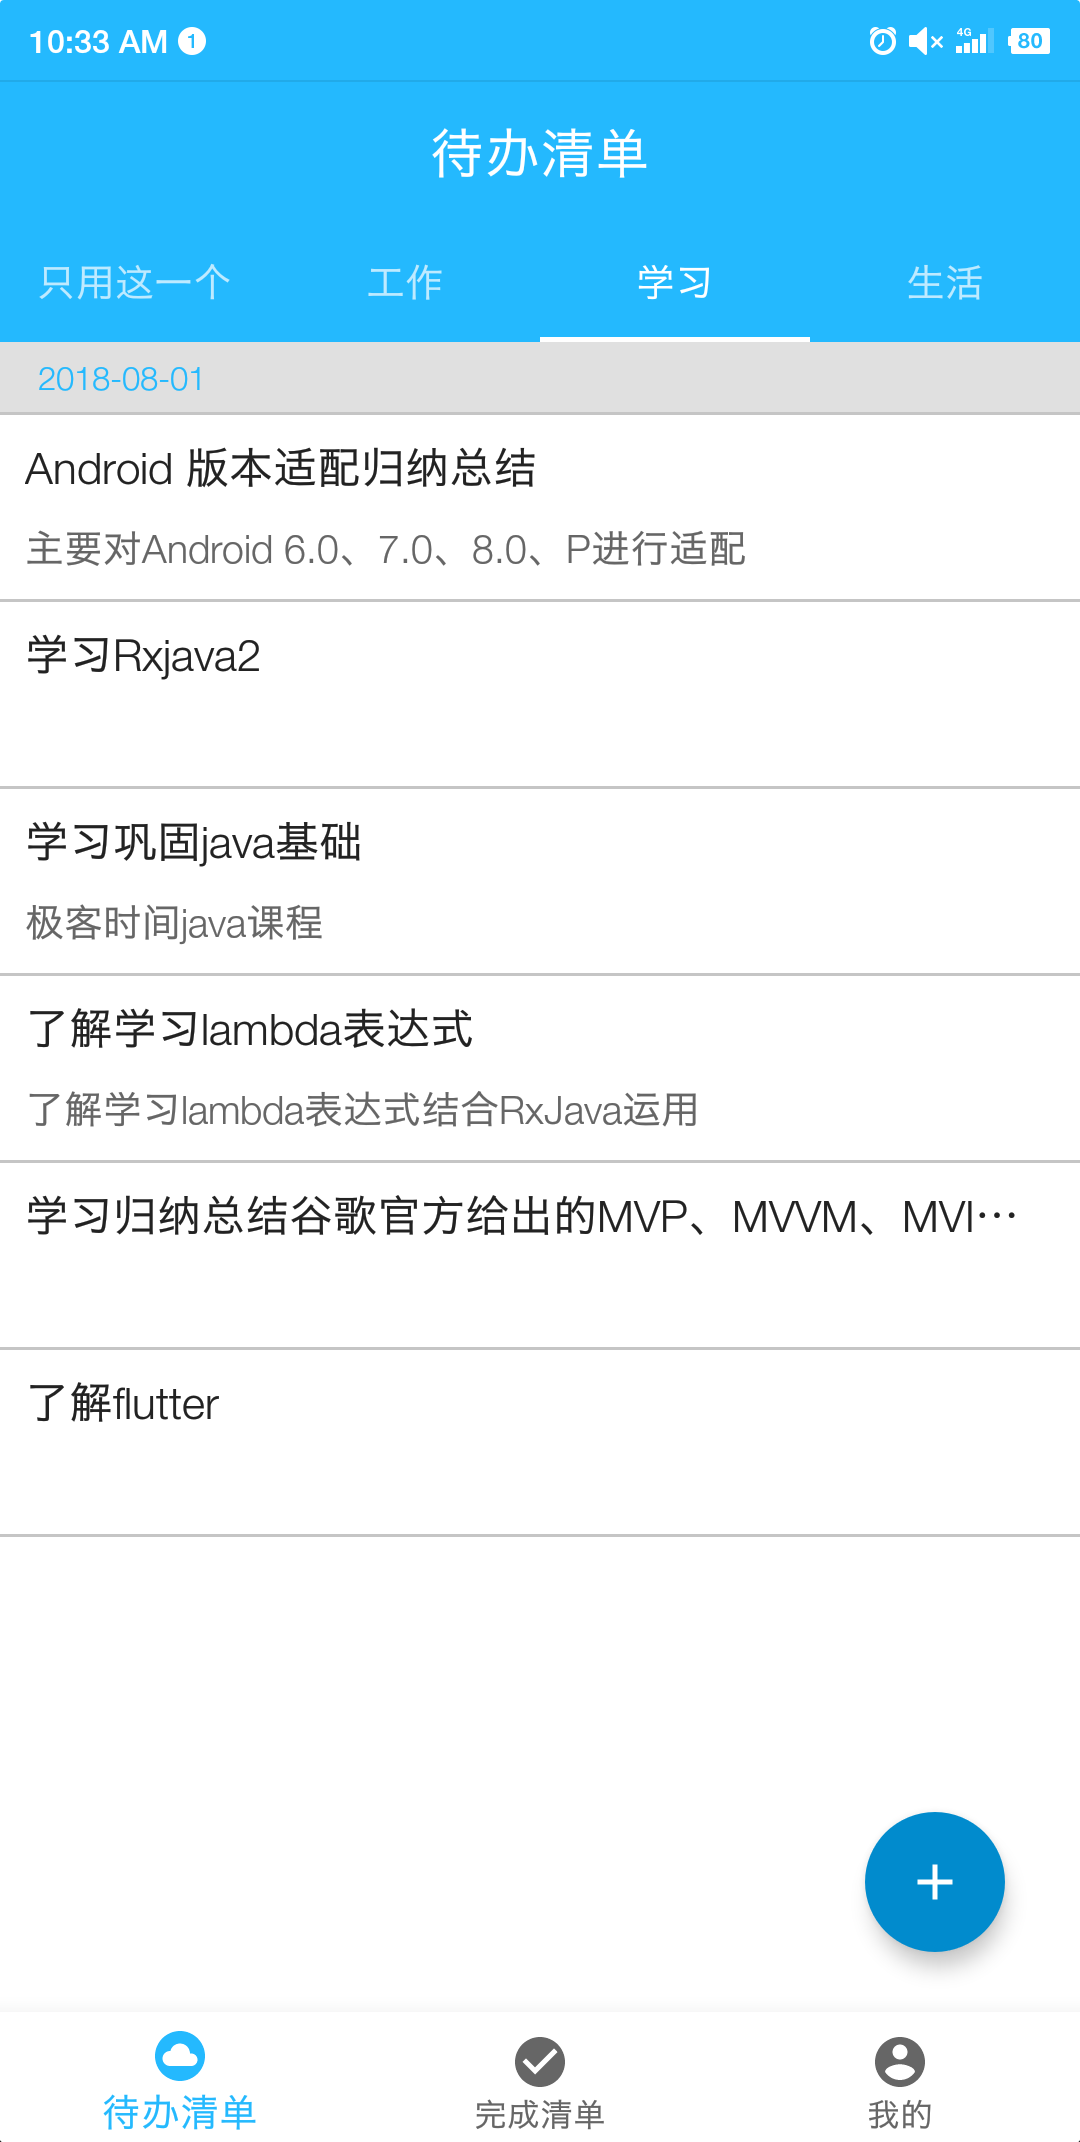 10:33 AM 1 4G 80
待办清单
只用这一个 工作 学习 生活
2018-08-01
Android 版本适配归纳总结
主要对Android 6.0、7.0、8.0、P进行适配
学习Rxjava2
学习巩固java基础
极客时间java课程
了解学习lambda表达式
了解学习lambda表达式结合RxJava运用
学习归纳总结谷歌官方给出的MVP、MVVM、MVI…
了解flutter
待办清单 完成清单 我的